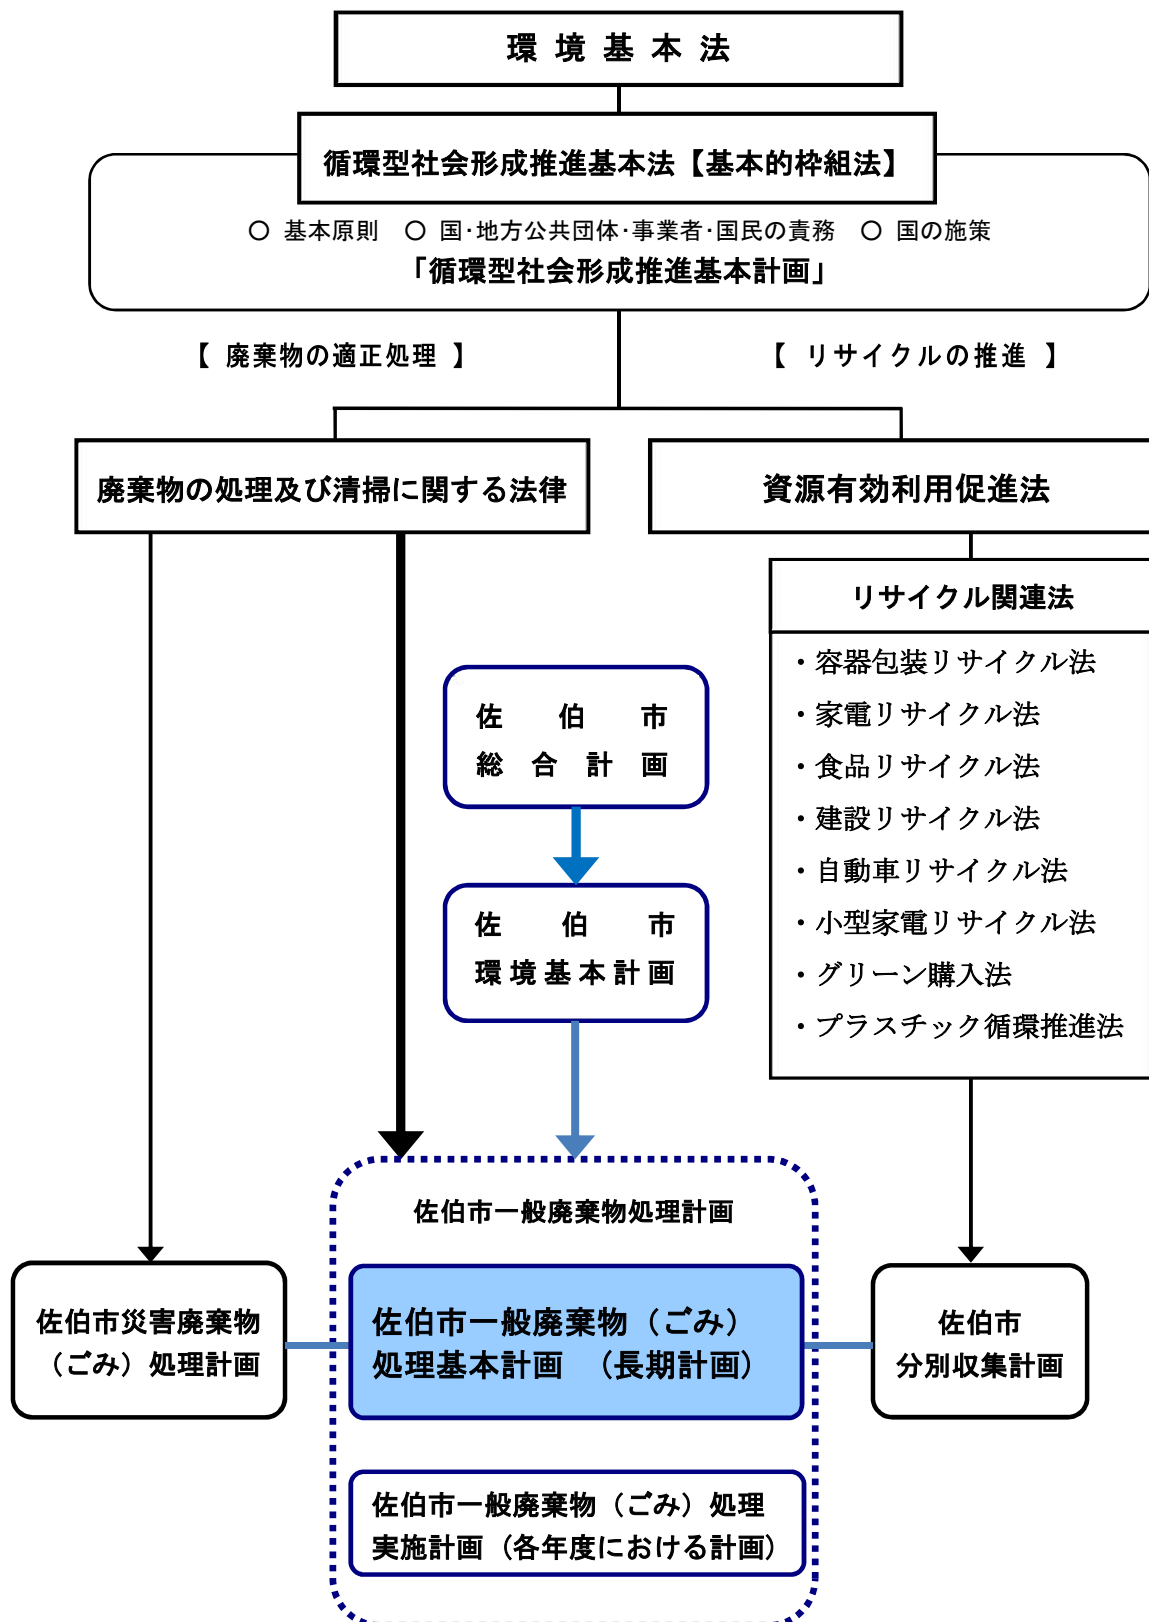 環境基本法
循環型社会形成推進基本法【基本的枠組法】
○ 基本原則 ○ 国・地方公共団体・事業者・国民の責務 ○ 国の施策
「循環型社会形成推進基本計画」
【 廃棄物の適正処理 】
【 リサイクルの推進 】
廃棄物の処理及び清掃に関する法律
資源有効利用促進法
リサイクル関連法
・容器包装リサイクル法
・家電リサイクル法
・食品リサイクル法
・建設リサイクル法
・自動車リサイクル法
・小型家電リサイクル法
・グリーン購入法
・プラスチック循環推進法
佐伯市
総合計画
佐伯市
環境基本計画
佐伯市一般廃棄物処理計画
佐伯市災害廃棄物
（ごみ）処理計画
佐伯市一般廃棄物（ごみ）
処理基本計画 （長期計画）
佐伯市
分別収集計画
佐伯市一般廃棄物（ごみ）処理
実施計画（各年度における計画）